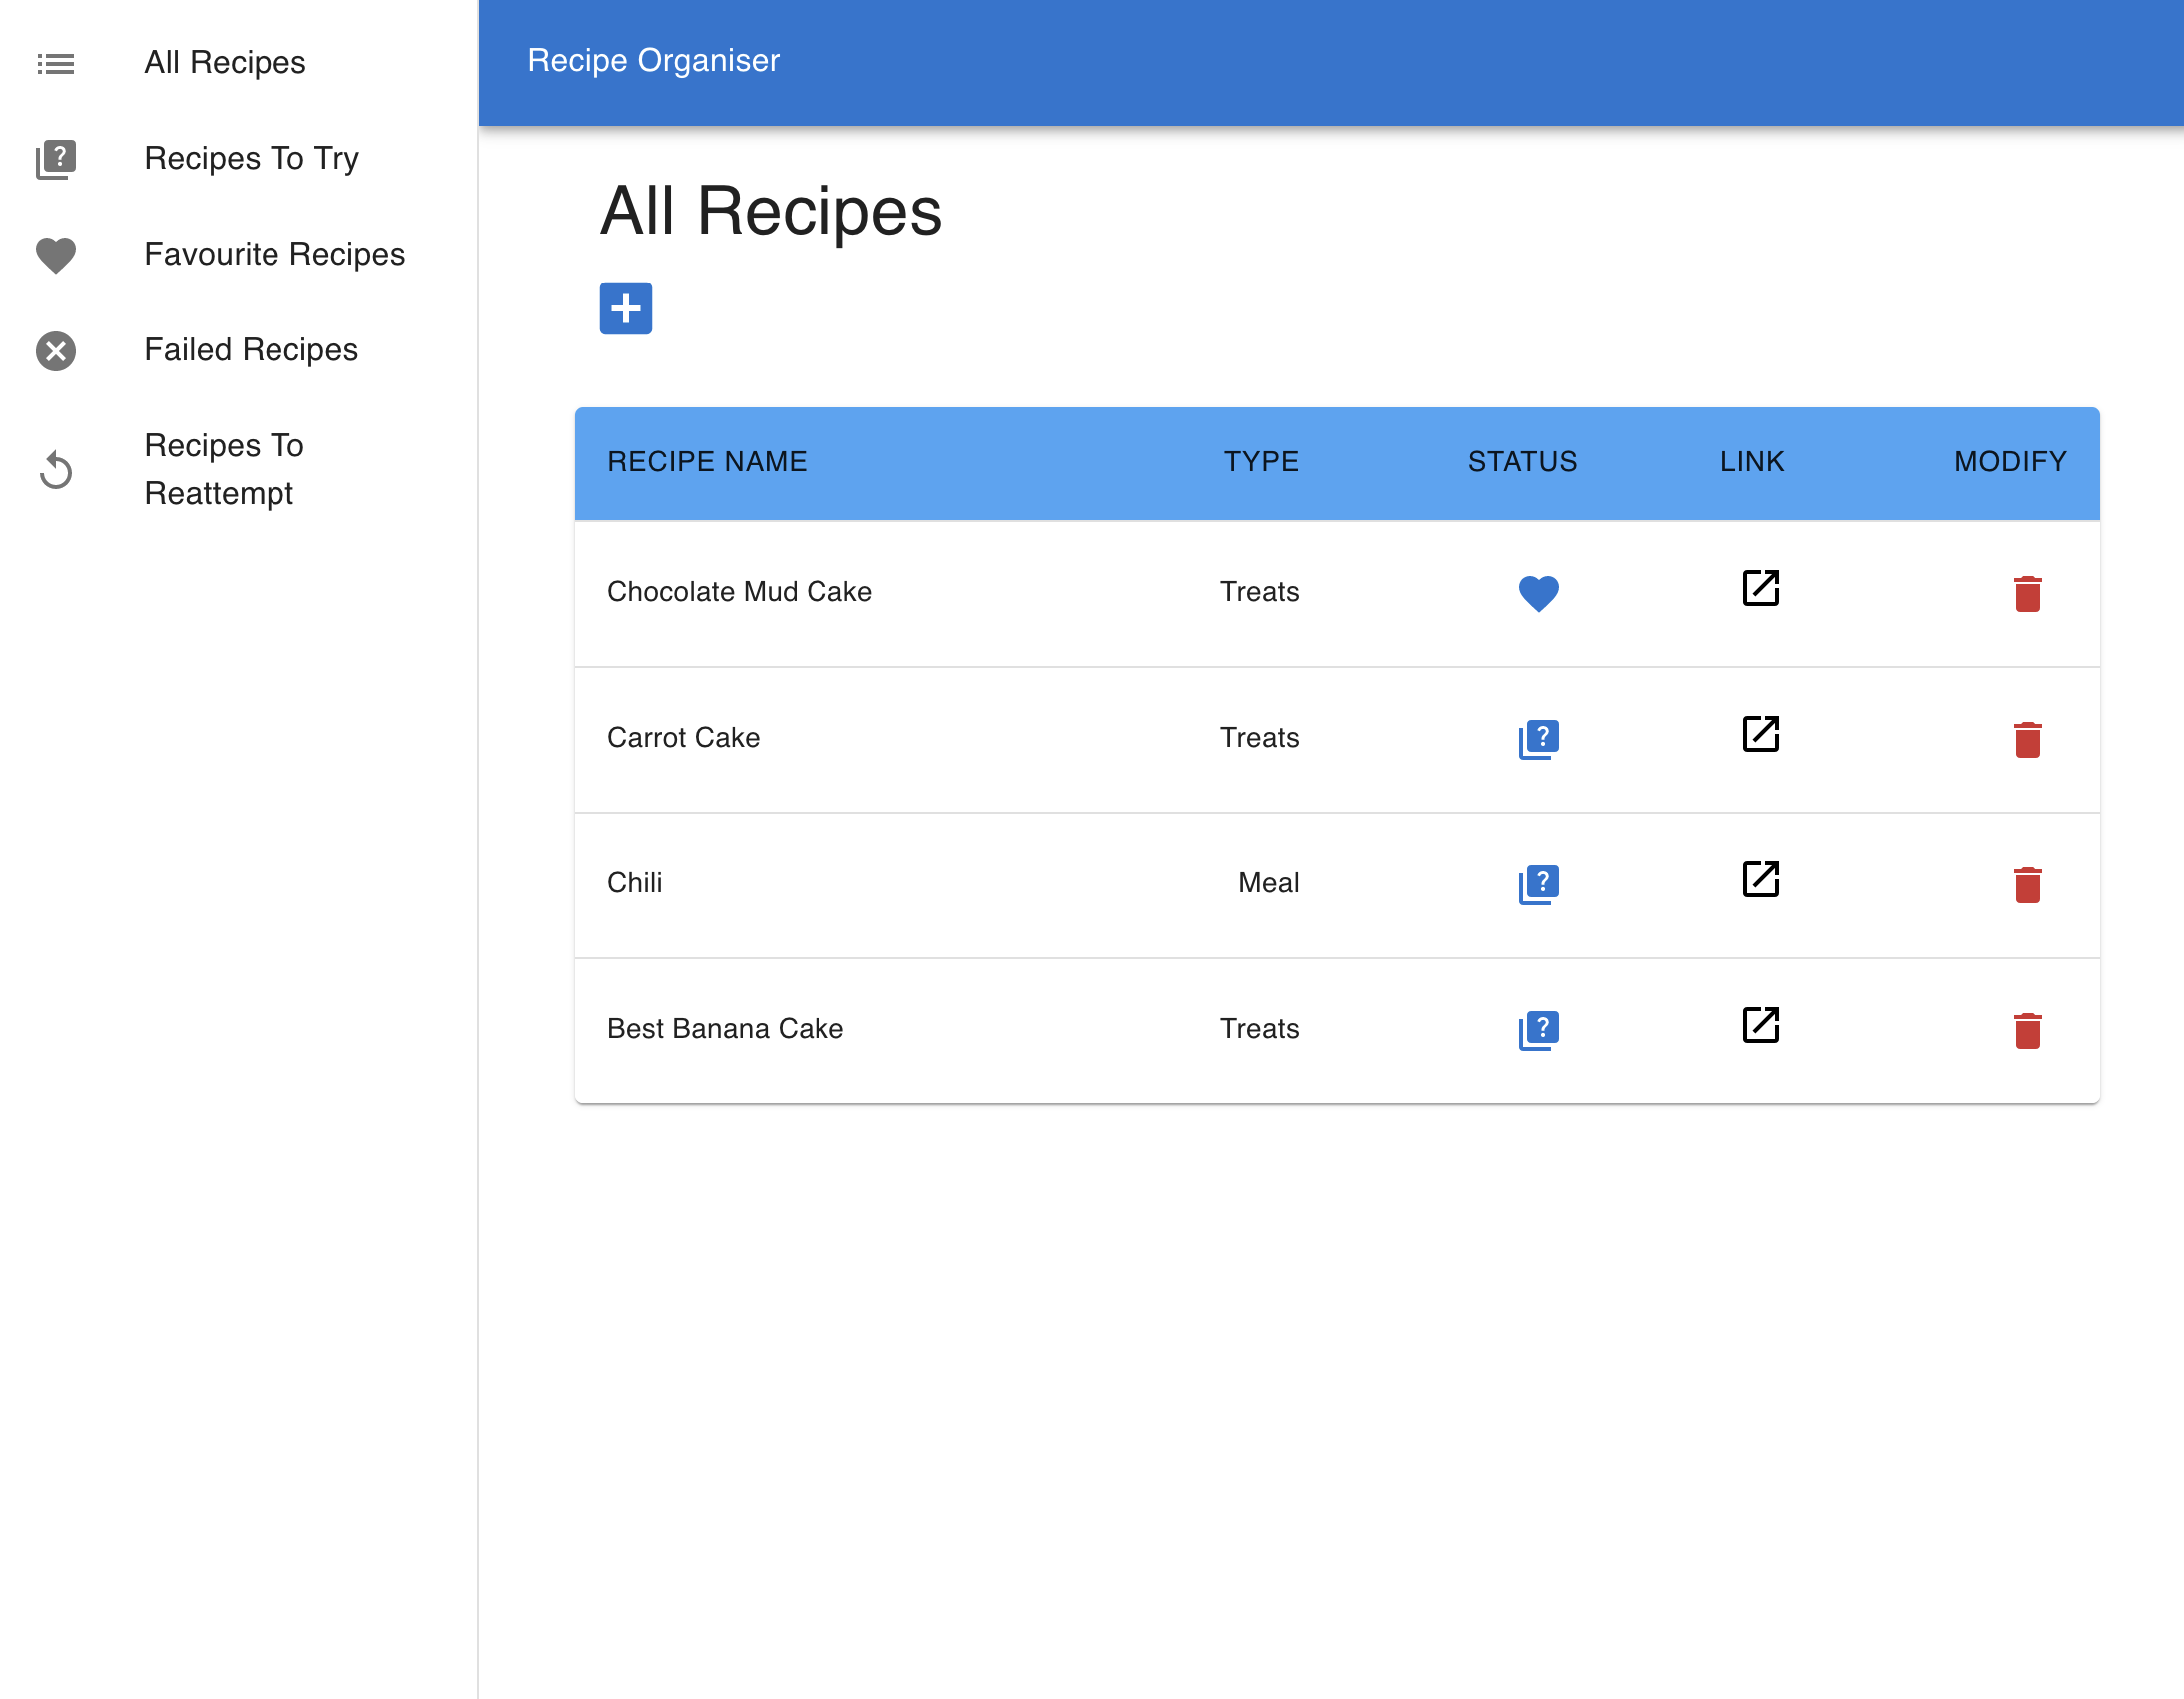 All Recipes
Recipes To Try
Favourite Recipes
Failed Recipes
Recipes To
Reattempt
Recipe Organiser
All Recipes
RECIPE NAME TYPE STATUS LINK MODIFY
Chocolate Mud Cake Treats
Carrot Cake Treats
Chili Meal
Best Banana Cake Treats